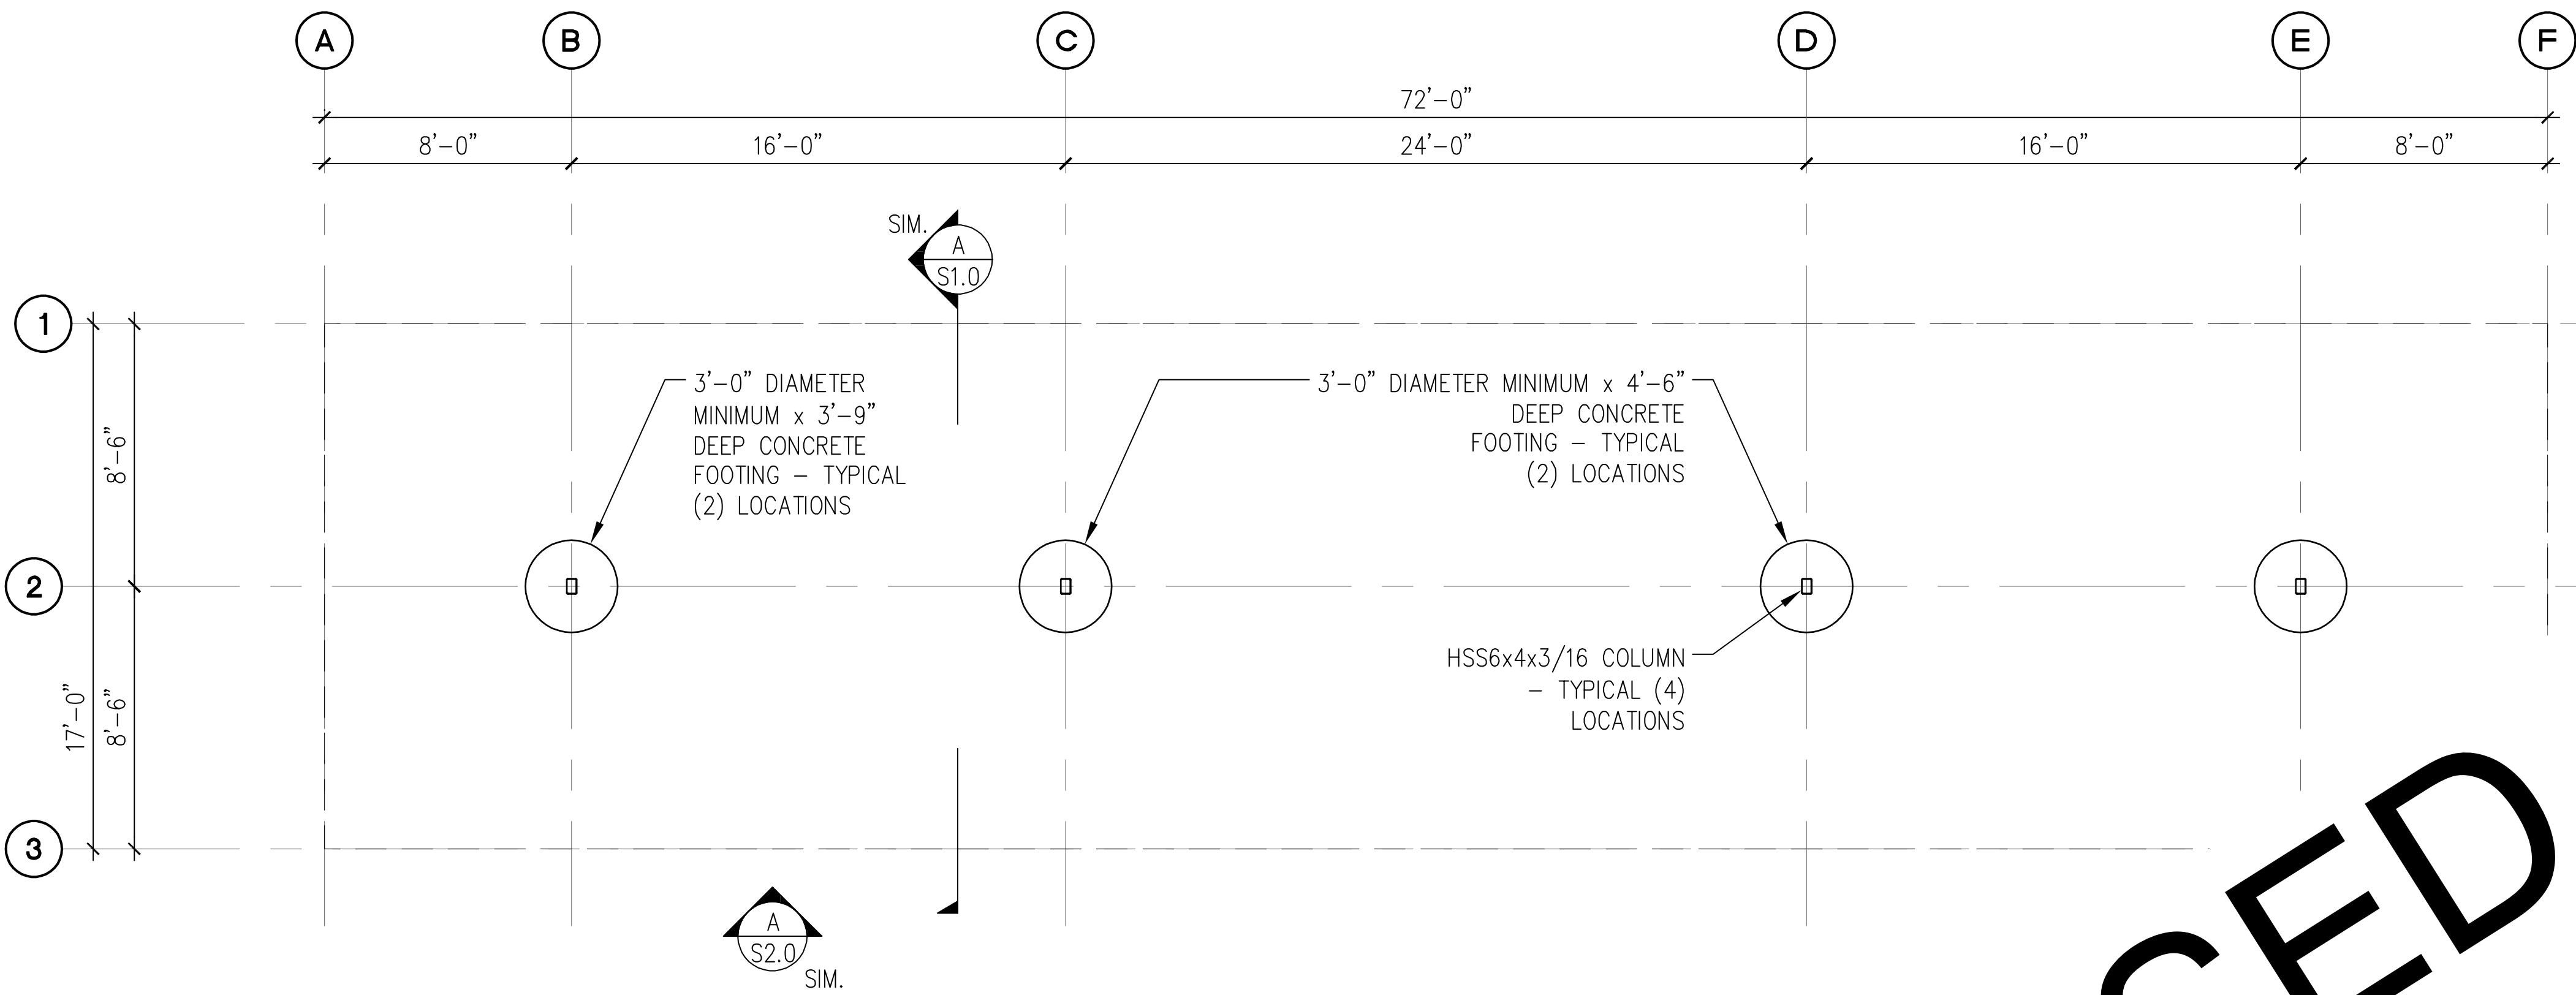 A B C D E F
72'-0"
8'-0" 16'-0" 24'-0" 16'-0" 8'-0"
SIM.
A
S1.0
1
3'-0" DIAMETER
MINIMUM x 3'-9"
DEEP CONCRETE
FOOTING – TYPICAL
(2) LOCATIONS
3'-0" DIAMETER MINIMUM x 4'-6"
DEEP CONCRETE
FOOTING – TYPICAL
(2) LOCATIONS
8'-6"
2
HSS6x4x3/16 COLUMN
– TYPICAL (4)
LOCATIONS
17'-0"
8'-6"
3
A
S2.0
SIM.